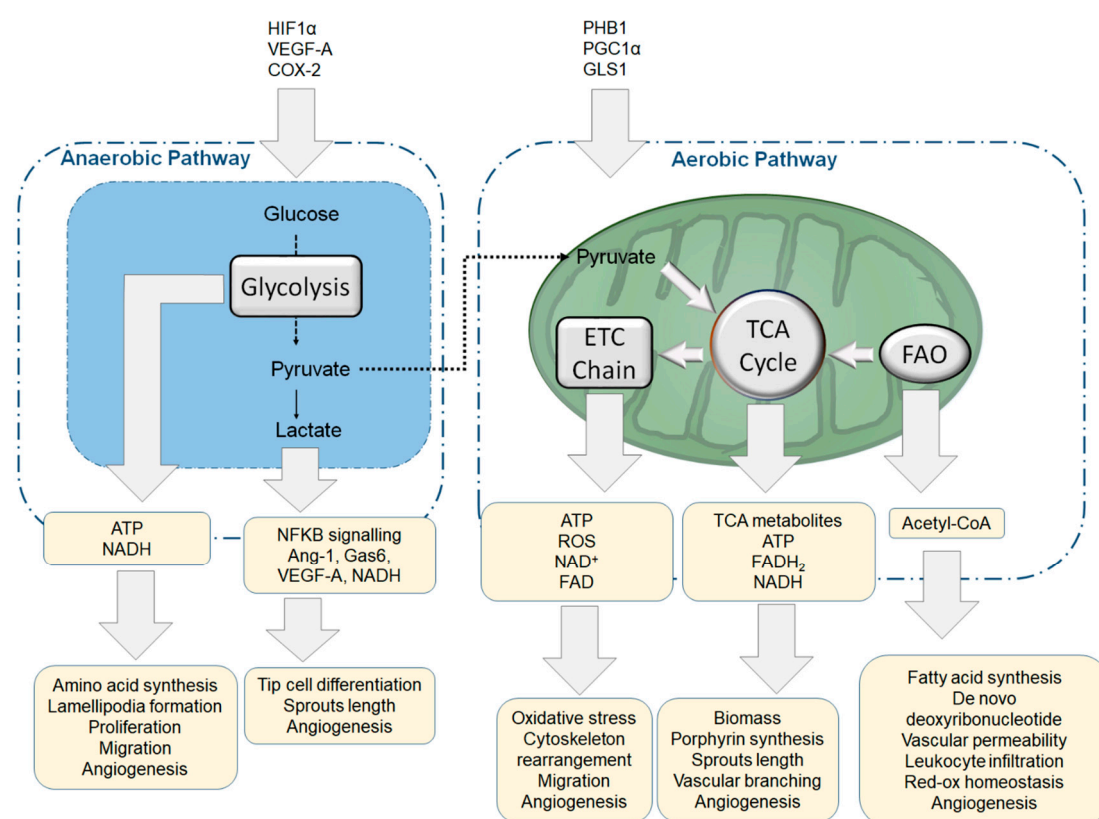 HIF1α
VEGF-A
COX-2
PHB1
PGC1α
GLS1
Anaerobic Pathway
Glucose
Glycolysis
Pyruvate
Lactate
Aerobic Pathway
Pyruvate
ETC
Chain
TCA
Cycle
FAO
ATP
NADH
NFKB signalling
Ang-1, Gas6,
VEGF-A, NADH
ATP
ROS
NAD⁺
FAD
TCA metabolites
ATP
FADH₂
NADH
Acetyl-CoA
Amino acid synthesis
Lamellipodia formation
Proliferation
Migration
Angiogenesis
Tip cell differentiation
Sprouts length
Angiogenesis
Oxidative stress
Cytoskeleton
rearrangement
Migration
Angiogenesis
Biomass
Porphyrin synthesis
Sprouts length
Vascular branching
Angiogenesis
Fatty acid synthesis
De novo
deoxyribonucleotide
Vascular permeability
Leukocyte infiltration
Red-ox homeostasis
Angiogenesis